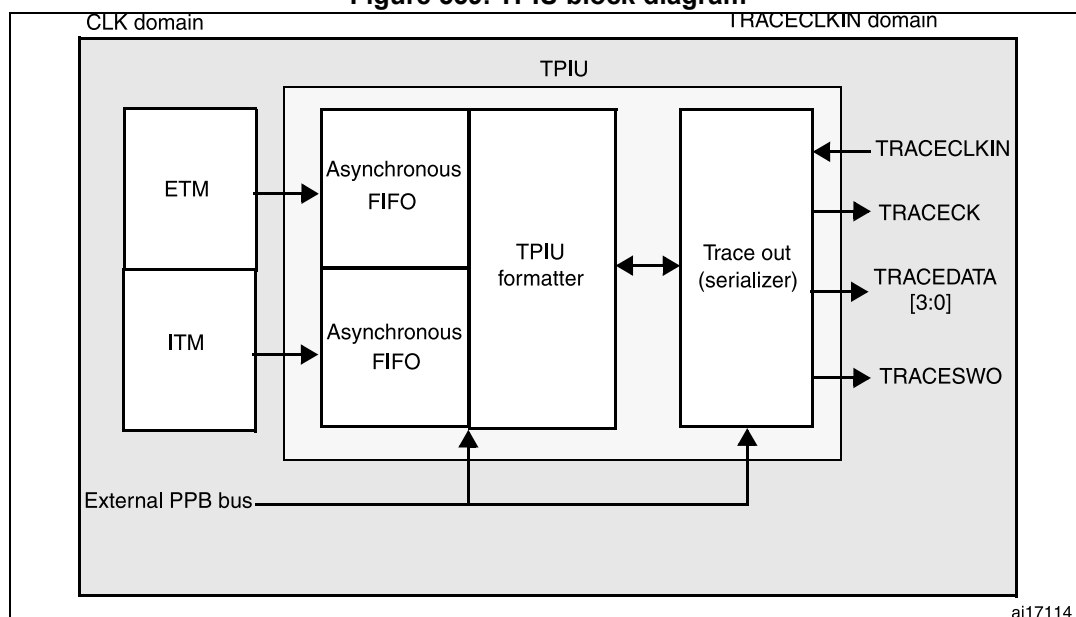 CLK domain
TRACECLKIN domain
TPIU
ETM
Asynchronous
FIFO
TPIU
formatter
Trace out
(serializer)
TRACECLKIN
TRACECK
TRACEDATA
[3:0]
ITM
Asynchronous
FIFO
TRACESWO
External PPB bus
ai17114